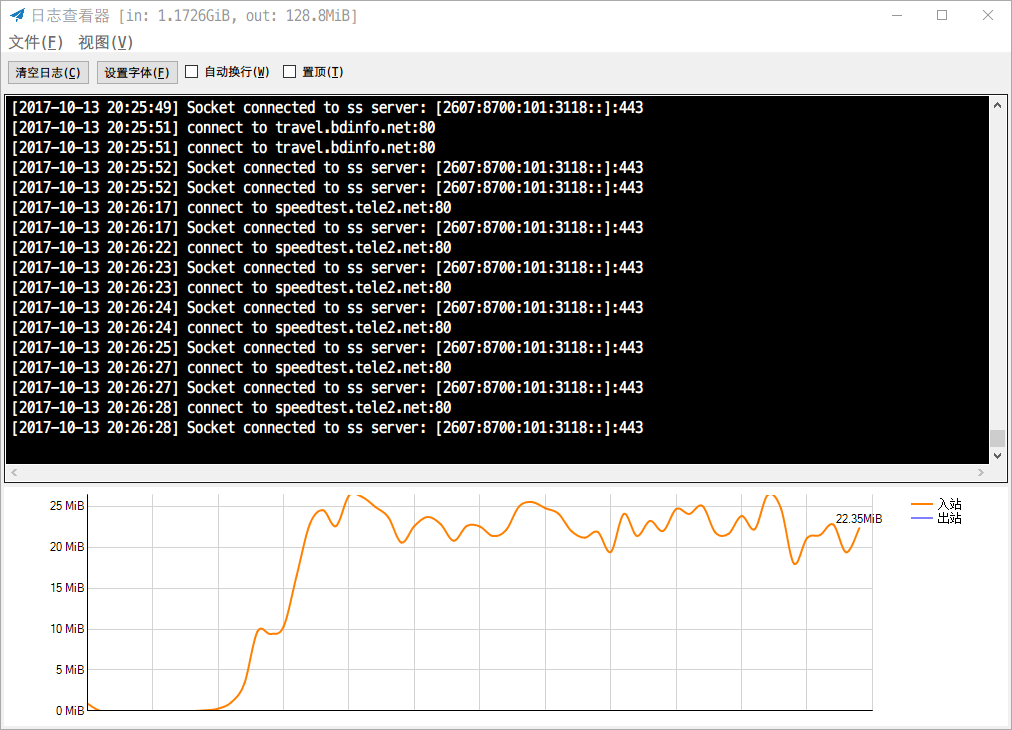 日志查看器 [in: 1.1726GiB, out: 128.8MiB]
文件(F) 视图(V)
清空日志(C) 设置字体(F) 自动换行(W) 置顶(T)
[2017-10-13 20:25:49] Socket connected to ss server: [2607:8700:101:3118::]:443
[2017-10-13 20:25:51] connect to travel.bdinfo.net:80
[2017-10-13 20:25:51] connect to travel.bdinfo.net:80
[2017-10-13 20:25:52] Socket connected to ss server: [2607:8700:101:3118::]:443
[2017-10-13 20:25:52] Socket connected to ss server: [2607:8700:101:3118::]:443
[2017-10-13 20:26:17] connect to speedtest.tele2.net:80
[2017-10-13 20:26:17] Socket connected to ss server: [2607:8700:101:3118::]:443
[2017-10-13 20:26:22] connect to speedtest.tele2.net:80
[2017-10-13 20:26:23] Socket connected to ss server: [2607:8700:101:3118::]:443
[2017-10-13 20:26:23] connect to speedtest.tele2.net:80
[2017-10-13 20:26:24] Socket connected to ss server: [2607:8700:101:3118::]:443
[2017-10-13 20:26:24] connect to speedtest.tele2.net:80
[2017-10-13 20:26:25] Socket connected to ss server: [2607:8700:101:3118::]:443
[2017-10-13 20:26:27] connect to speedtest.tele2.net:80
[2017-10-13 20:26:27] Socket connected to ss server: [2607:8700:101:3118::]:443
[2017-10-13 20:26:28] connect to speedtest.tele2.net:80
[2017-10-13 20:26:28] Socket connected to ss server: [2607:8700:101:3118::]:443
25 MiB
20 MiB
15 MiB
10 MiB
5 MiB
0 MiB
22.35MiB
入站
出站